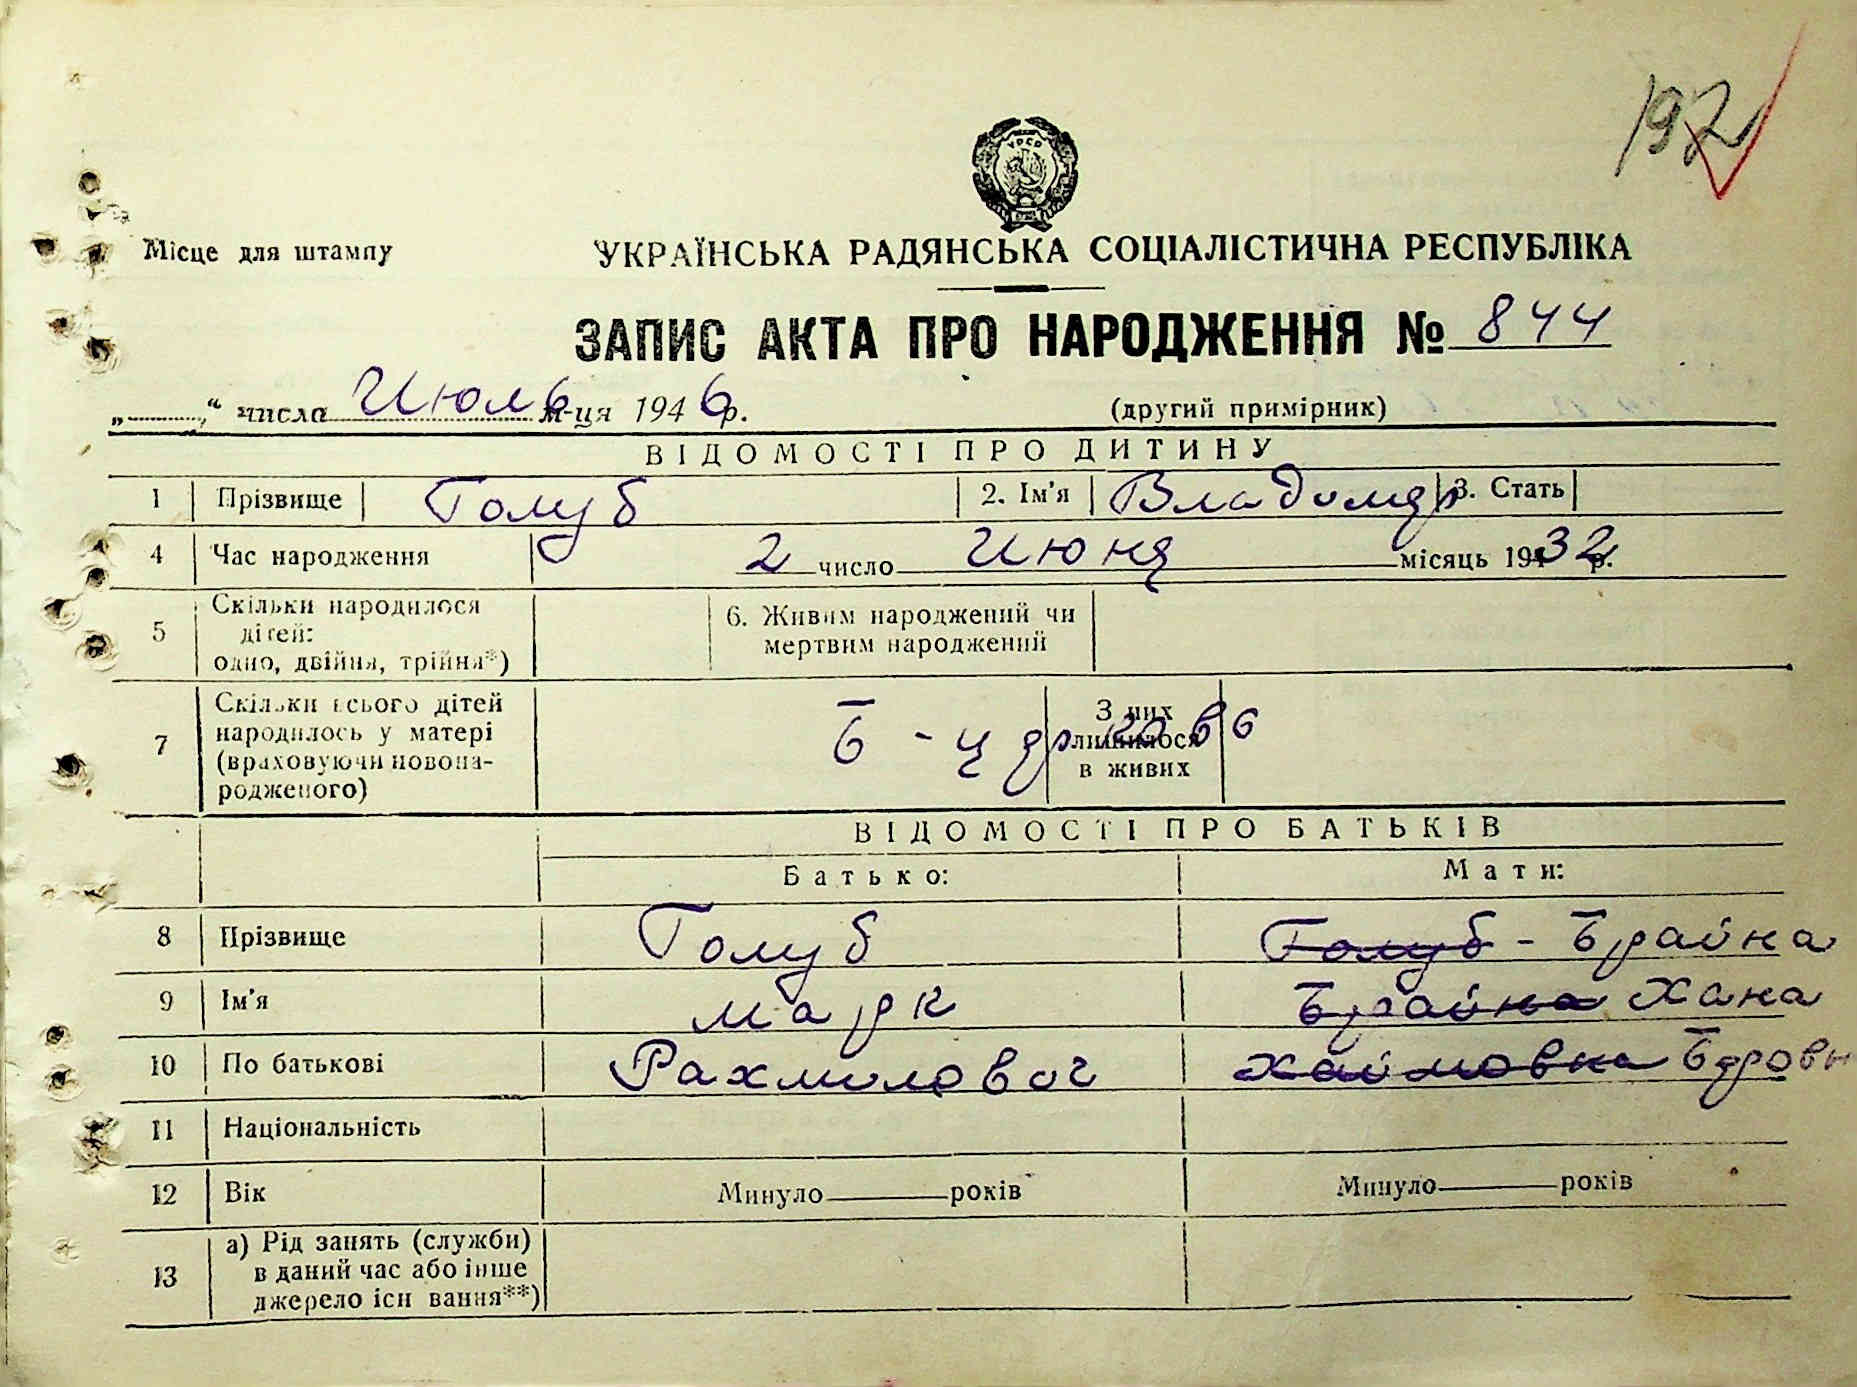 192
УРСР
Місце для штампу
УКРАЇНСЬКА РАДЯНСЬКА СОЦІАЛІСТИЧНА РЕСПУБЛІКА
ЗАПИС АКТА ПРО НАРОДЖЕННЯ № 844
„ “ числа Июль м-ця 1946 р.
(другий примірник)
ВІДОМОСТІ ПРО ДИТИНУ
1 Прізвище Голуб 2. Ім'я Владимир 3. Стать
4 Час народження 2 число Июня місяць 1932 р.
5 Скільки народилося дітей: одно, двійня, трійня*) 6. Живим народжений чи мертвим народжений
7 Скільки всього дітей народилось у матері (враховуючи новонародженого) З них лишилося в живих
ВІДОМОСТІ ПРО БАТЬКІВ
Батько: Мати:
8 Прізвище Голуб Голуб - Брайна
9 Ім'я Марк Брайна Хана
10 По батькові Рахмилович Хаймовна
11 Національність
12 Вік Минуло років Минуло років
13 а) Рід занять (служби) в даний час або інше джерело існ вання**)